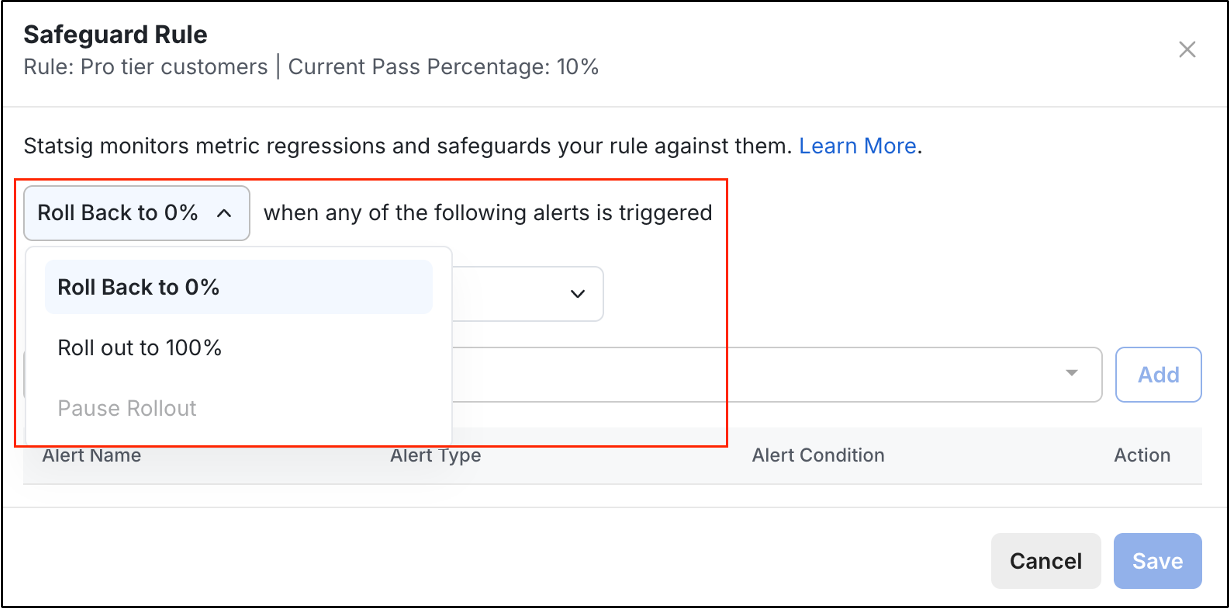 Safeguard Rule
Rule: Pro tier customers | Current Pass Percentage: 10%
Statsig monitors metric regressions and safeguards your rule against them. Learn More.
Roll Back to 0% when any of the following alerts is triggered
Roll Back to 0%
Roll out to 100%
Pause Rollout
Add
Alert Name Alert Type Alert Condition Action
Cancel Save